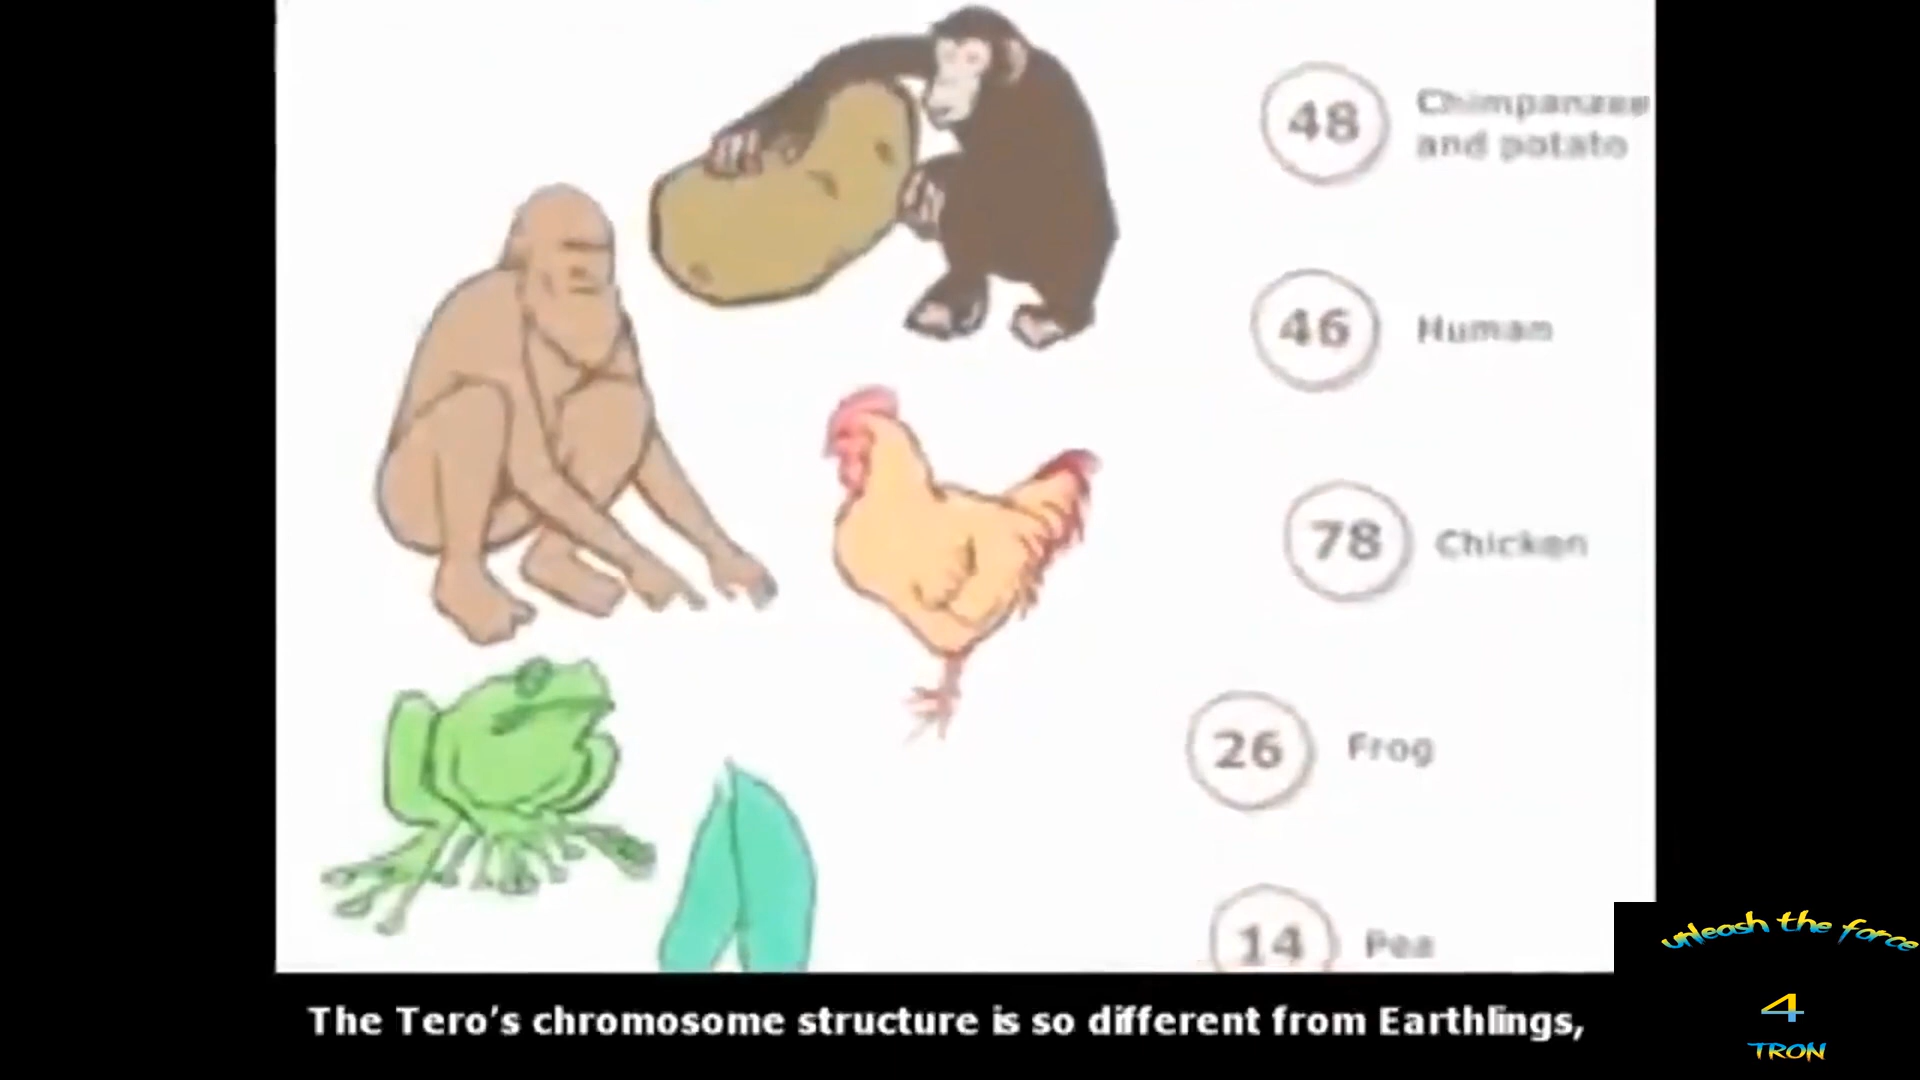 48 Chimpanzee
and potato
46 Human
78 Chicken
26 Frog
14 Pea
unleash the force
4
TRON
The Tero's chromosome structure is so different from Earthlings,